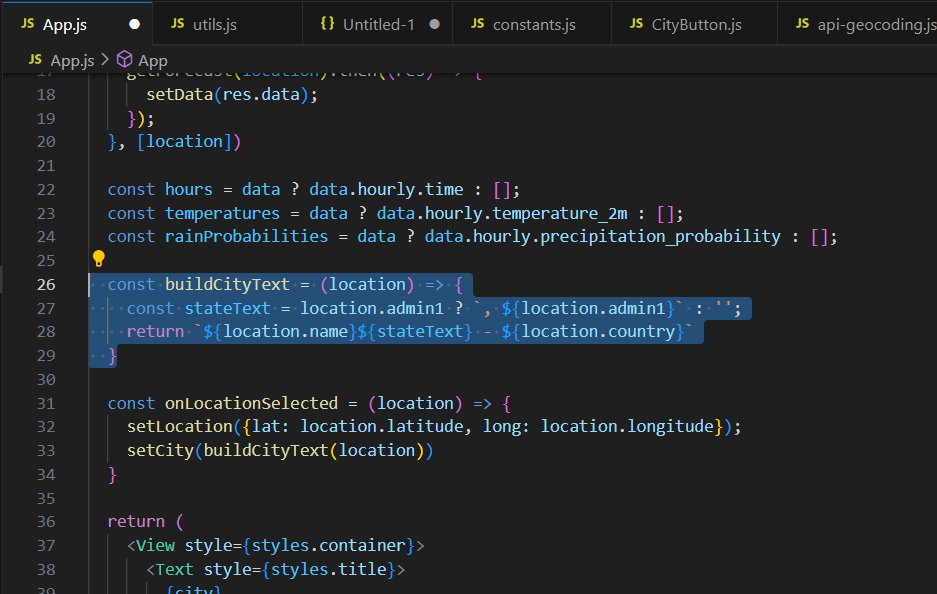 JS App.js ● JS utils.js {} Untitled-1 ● JS constants.js JS CityButton.js JS api-geocoding.js
JS App.js > App
17 getForecast(location).then((res) => {
18 setData(res.data);
19 });
20 }, [location])
21
22 const hours = data ? data.hourly.time : [];
23 const temperatures = data ? data.hourly.temperature_2m : [];
24 const rainProbabilities = data ? data.hourly.precipitation_probability : [];
25
26 const buildCityText = (location) => {
27 const stateText = location.admin1 ? `, ${location.admin1}` : '';
28 return `${location.name}${stateText} - ${location.country}`
29 }
30
31 const onLocationSelected = (location) => {
32 setLocation({lat: location.latitude, long: location.longitude});
33 setCity(buildCityText(location))
34 }
35
36 return (
37 <View style={styles.container}>
38 <Text style={styles.title}>
39 {city}